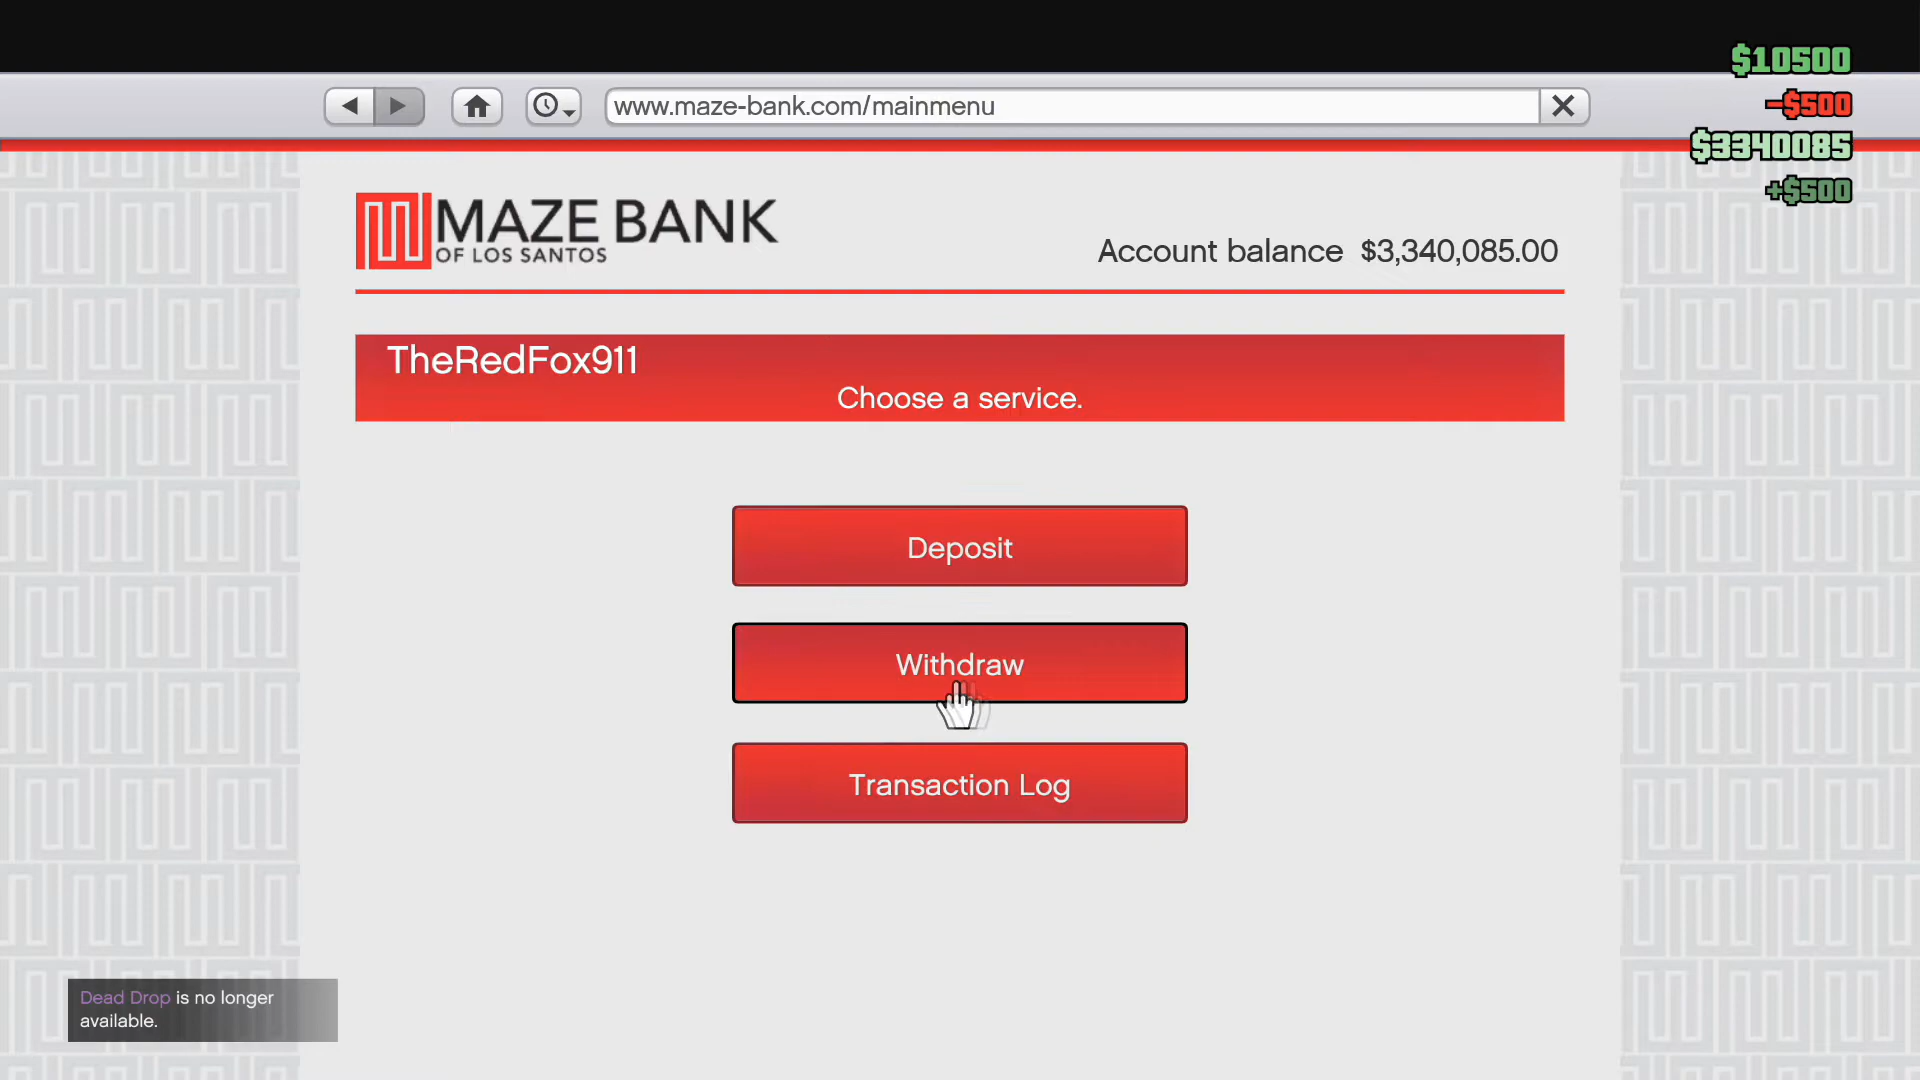 $10500
www.maze-bank.com/mainmenu
-$500
$3340085
+$500
MAZE BANK
OF LOS SANTOS
Account balance $3,340,085.00
TheRedFox911
Choose a service.
Deposit
Withdraw
Transaction Log
Dead Drop is no longer
available.